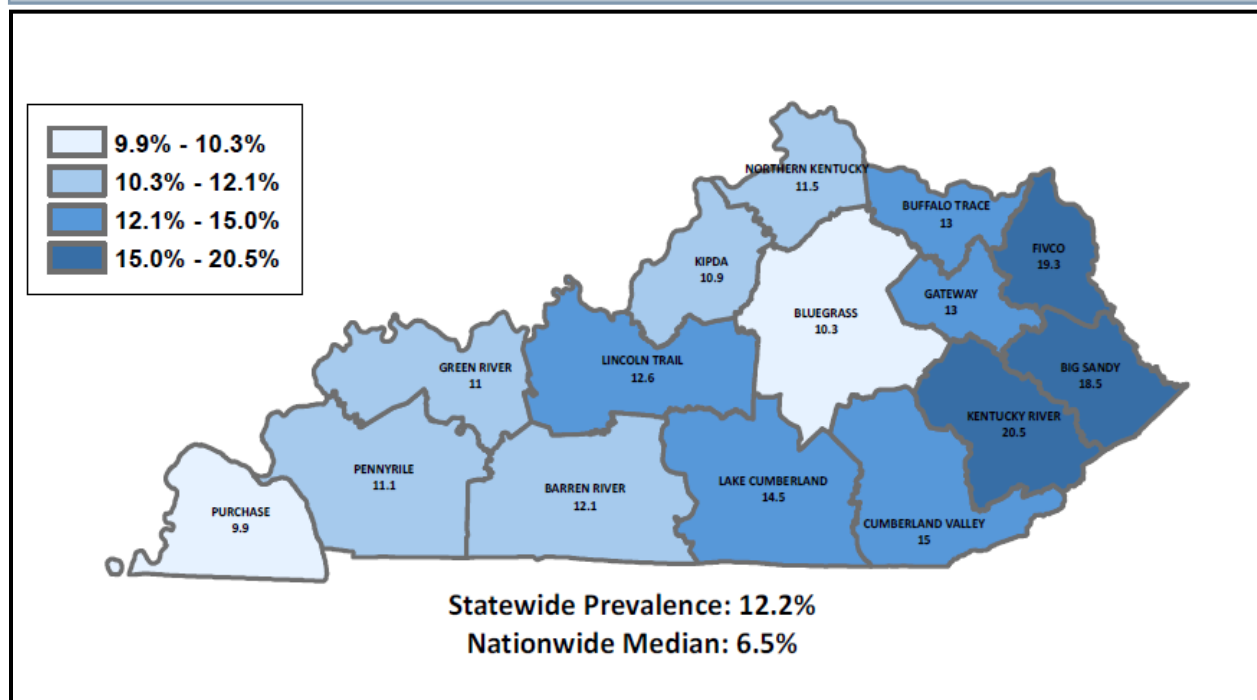 9.9% - 10.3%
10.3% - 12.1%
12.1% - 15.0%
15.0% - 20.5%
NORTHERN KENTUCKY
11.5
BUFFALO TRACE
13
FIVCO
19.3
KIPDA
10.9
GATEWAY
13
BLUEGRASS
10.3
LINCOLN TRAIL
12.6
GREEN RIVER
11
BIG SANDY
18.5
KENTUCKY RIVER
20.5
PENNYRILE
11.1
BARREN RIVER
12.1
LAKE CUMBERLAND
14.5
PURCHASE
9.9
CUMBERLAND VALLEY
15
Statewide Prevalence: 12.2%
Nationwide Median: 6.5%